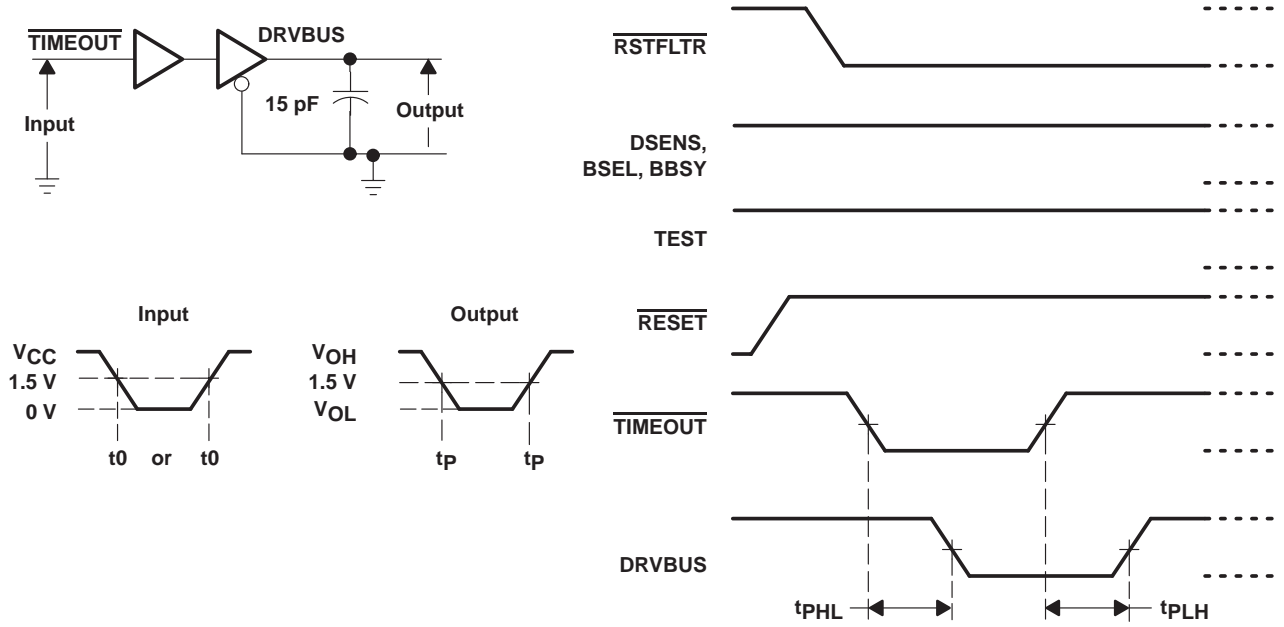 TIMEOUT
DRVBUS
15 pF
Input
Output
Input
VCC
1.5 V
0 V
t0 or t0
Output
VOH
1.5 V
VOL
tP tP
RSTFLTR
DSENS,
BSEL, BBSY
TEST
RESET
TIMEOUT
DRVBUS
tPHL
tPLH